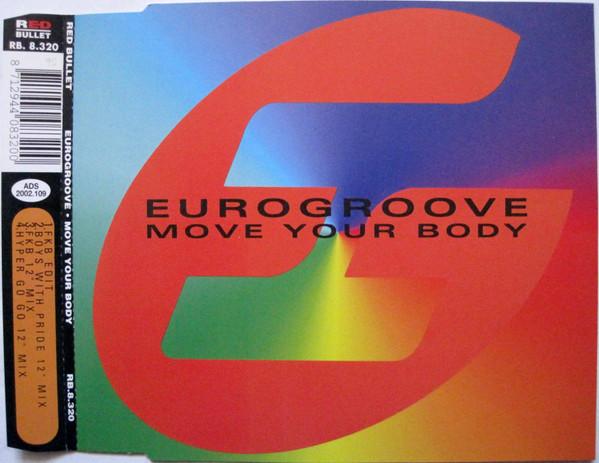 RED
BULLET
RB. 8.320
8 712944 083200
ADS
2002.109
1 FKB EDIT
2 BOYS WITH PRIDE 12" MIX
3 FKB 12" MIX
4 HYPER GO GO 12" MIX
RED BULLET EUROGROOVE • MOVE YOUR BODY RB.8.320
EUROGROOVE
MOVE YOUR BODY